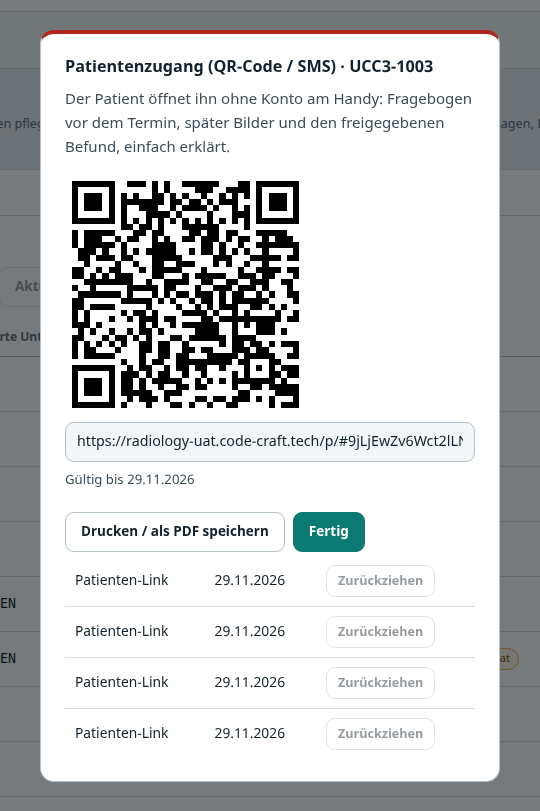 Patientenzugang (QR-Code / SMS) · UCC3-1003
Der Patient öffnet ihn ohne Konto am Handy: Fragebogen
vor dem Termin, später Bilder und den freigegebenen
Befund, einfach erklärt.
https://radiology-uat.code-craft.tech/p/#9jLjEwZv6Wct2lLN
Gültig bis 29.11.2026
Drucken / als PDF speichern Fertig
Patienten-Link 29.11.2026 Zurückziehen
Patienten-Link 29.11.2026 Zurückziehen
Patienten-Link 29.11.2026 Zurückziehen
Patienten-Link 29.11.2026 Zurückziehen